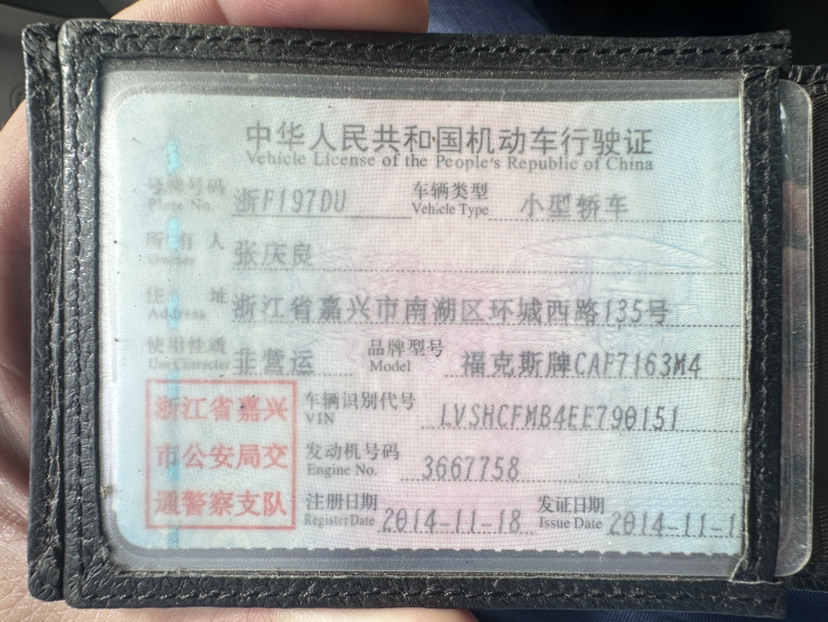 中华人民共和国机动车行驶证
Vehicle License of the People's Republic of China
号牌号码 浙F197DU 车辆类型 小型轿车
Plate No. Vehicle Type
所有人 张庆良
Owner
住址 浙江省嘉兴市南湖区环城西路135号
Address
使用性质 非营运 品牌型号 福克斯牌CAF7163M4
Use Character Model
浙江省嘉兴 车辆识别代号 LVSHCFMB4EE790151
VIN
市公安局交 发动机号码 3667758
Engine No.
通警察支队 注册日期 2014-11-18 发证日期 2014-11-1
Register Date Issue Date